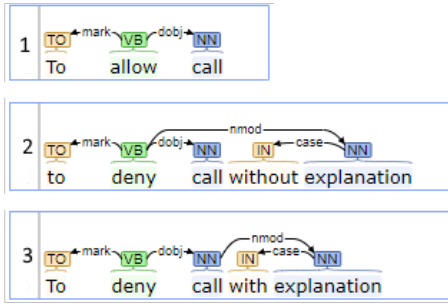 1
TO mark VB dobj NN
To allow call
nmod
2
TO mark VB dobj NN IN case NN
to deny call without explanation
nmod
3
TO mark VB dobj NN IN case NN
To deny call with explanation